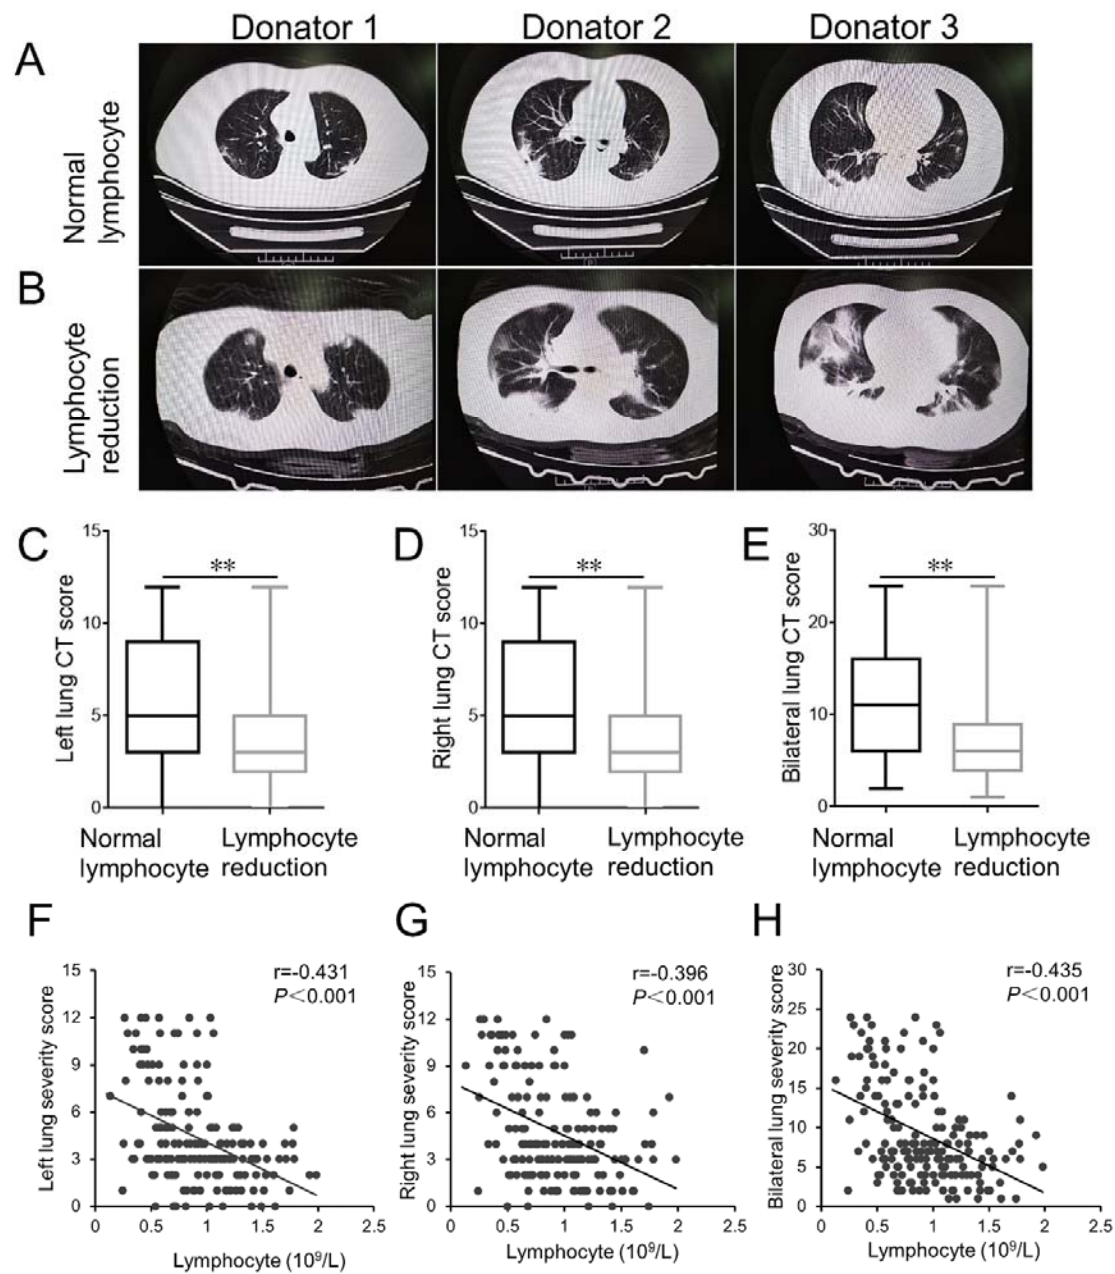 Donator 1 Donator 2 Donator 3
A
Normal
lymphocyte
B
Lymphocyte
reduction
C
Left lung CT score
15
10
5
0
**
Normal
lymphocyte
Lymphocyte
reduction
D
Right lung CT score
15
10
5
0
**
Normal
lymphocyte
Lymphocyte
reduction
E
Bilateral lung CT score
30
20
10
0
**
Normal
lymphocyte
Lymphocyte
reduction
F
Left lung severity score
15
12
9
6
3
0
r=-0.431
P<0.001
0 0.5 1 1.5 2 2.5
Lymphocyte (10⁹/L)
G
Right lung severity score
15
12
9
6
3
0
r=-0.396
P<0.001
0 0.5 1 1.5 2 2.5
Lymphocyte (10⁹/L)
H
Bilateral lung severity score
30
25
20
15
10
5
0
r=-0.435
P<0.001
0 0.5 1 1.5 2 2.5
Lymphocyte (10⁹/L)